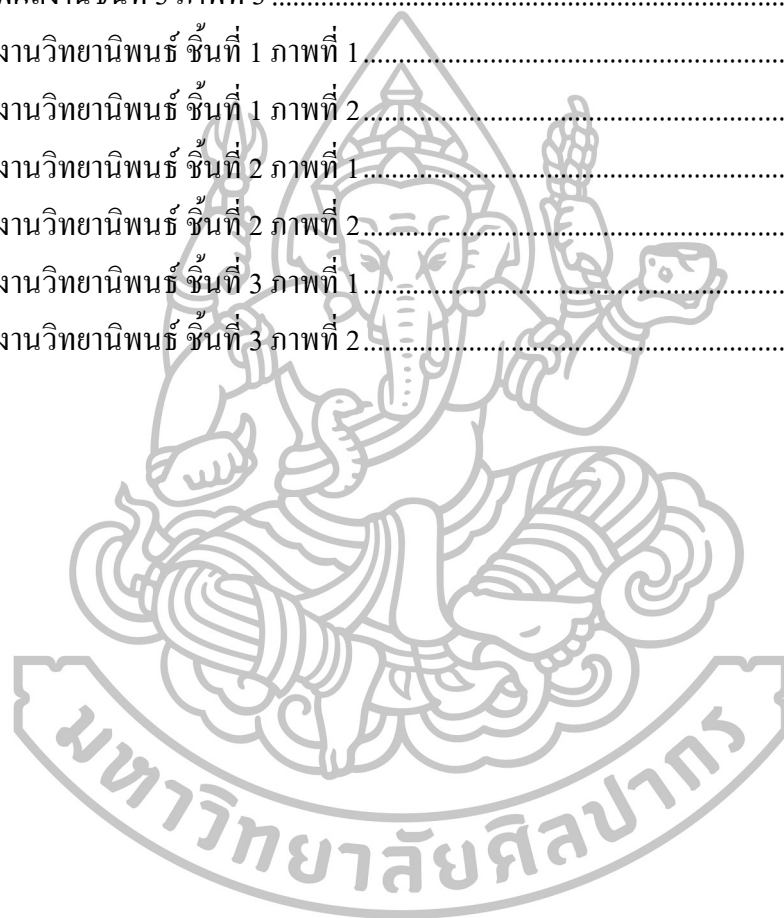 งานวิทยานิพนธ์ ชิ้นที่ 1 ภาพที่ 1
งานวิทยานิพนธ์ ชิ้นที่ 1 ภาพที่ 2
งานวิทยานิพนธ์ ชิ้นที่ 2 ภาพที่ 1
งานวิทยานิพนธ์ ชิ้นที่ 2 ภาพที่ 2
งานวิทยานิพนธ์ ชิ้นที่ 3 ภาพที่ 1
งานวิทยานิพนธ์ ชิ้นที่ 3 ภาพที่ 2
มหาวิทยาลัยศิลปากร